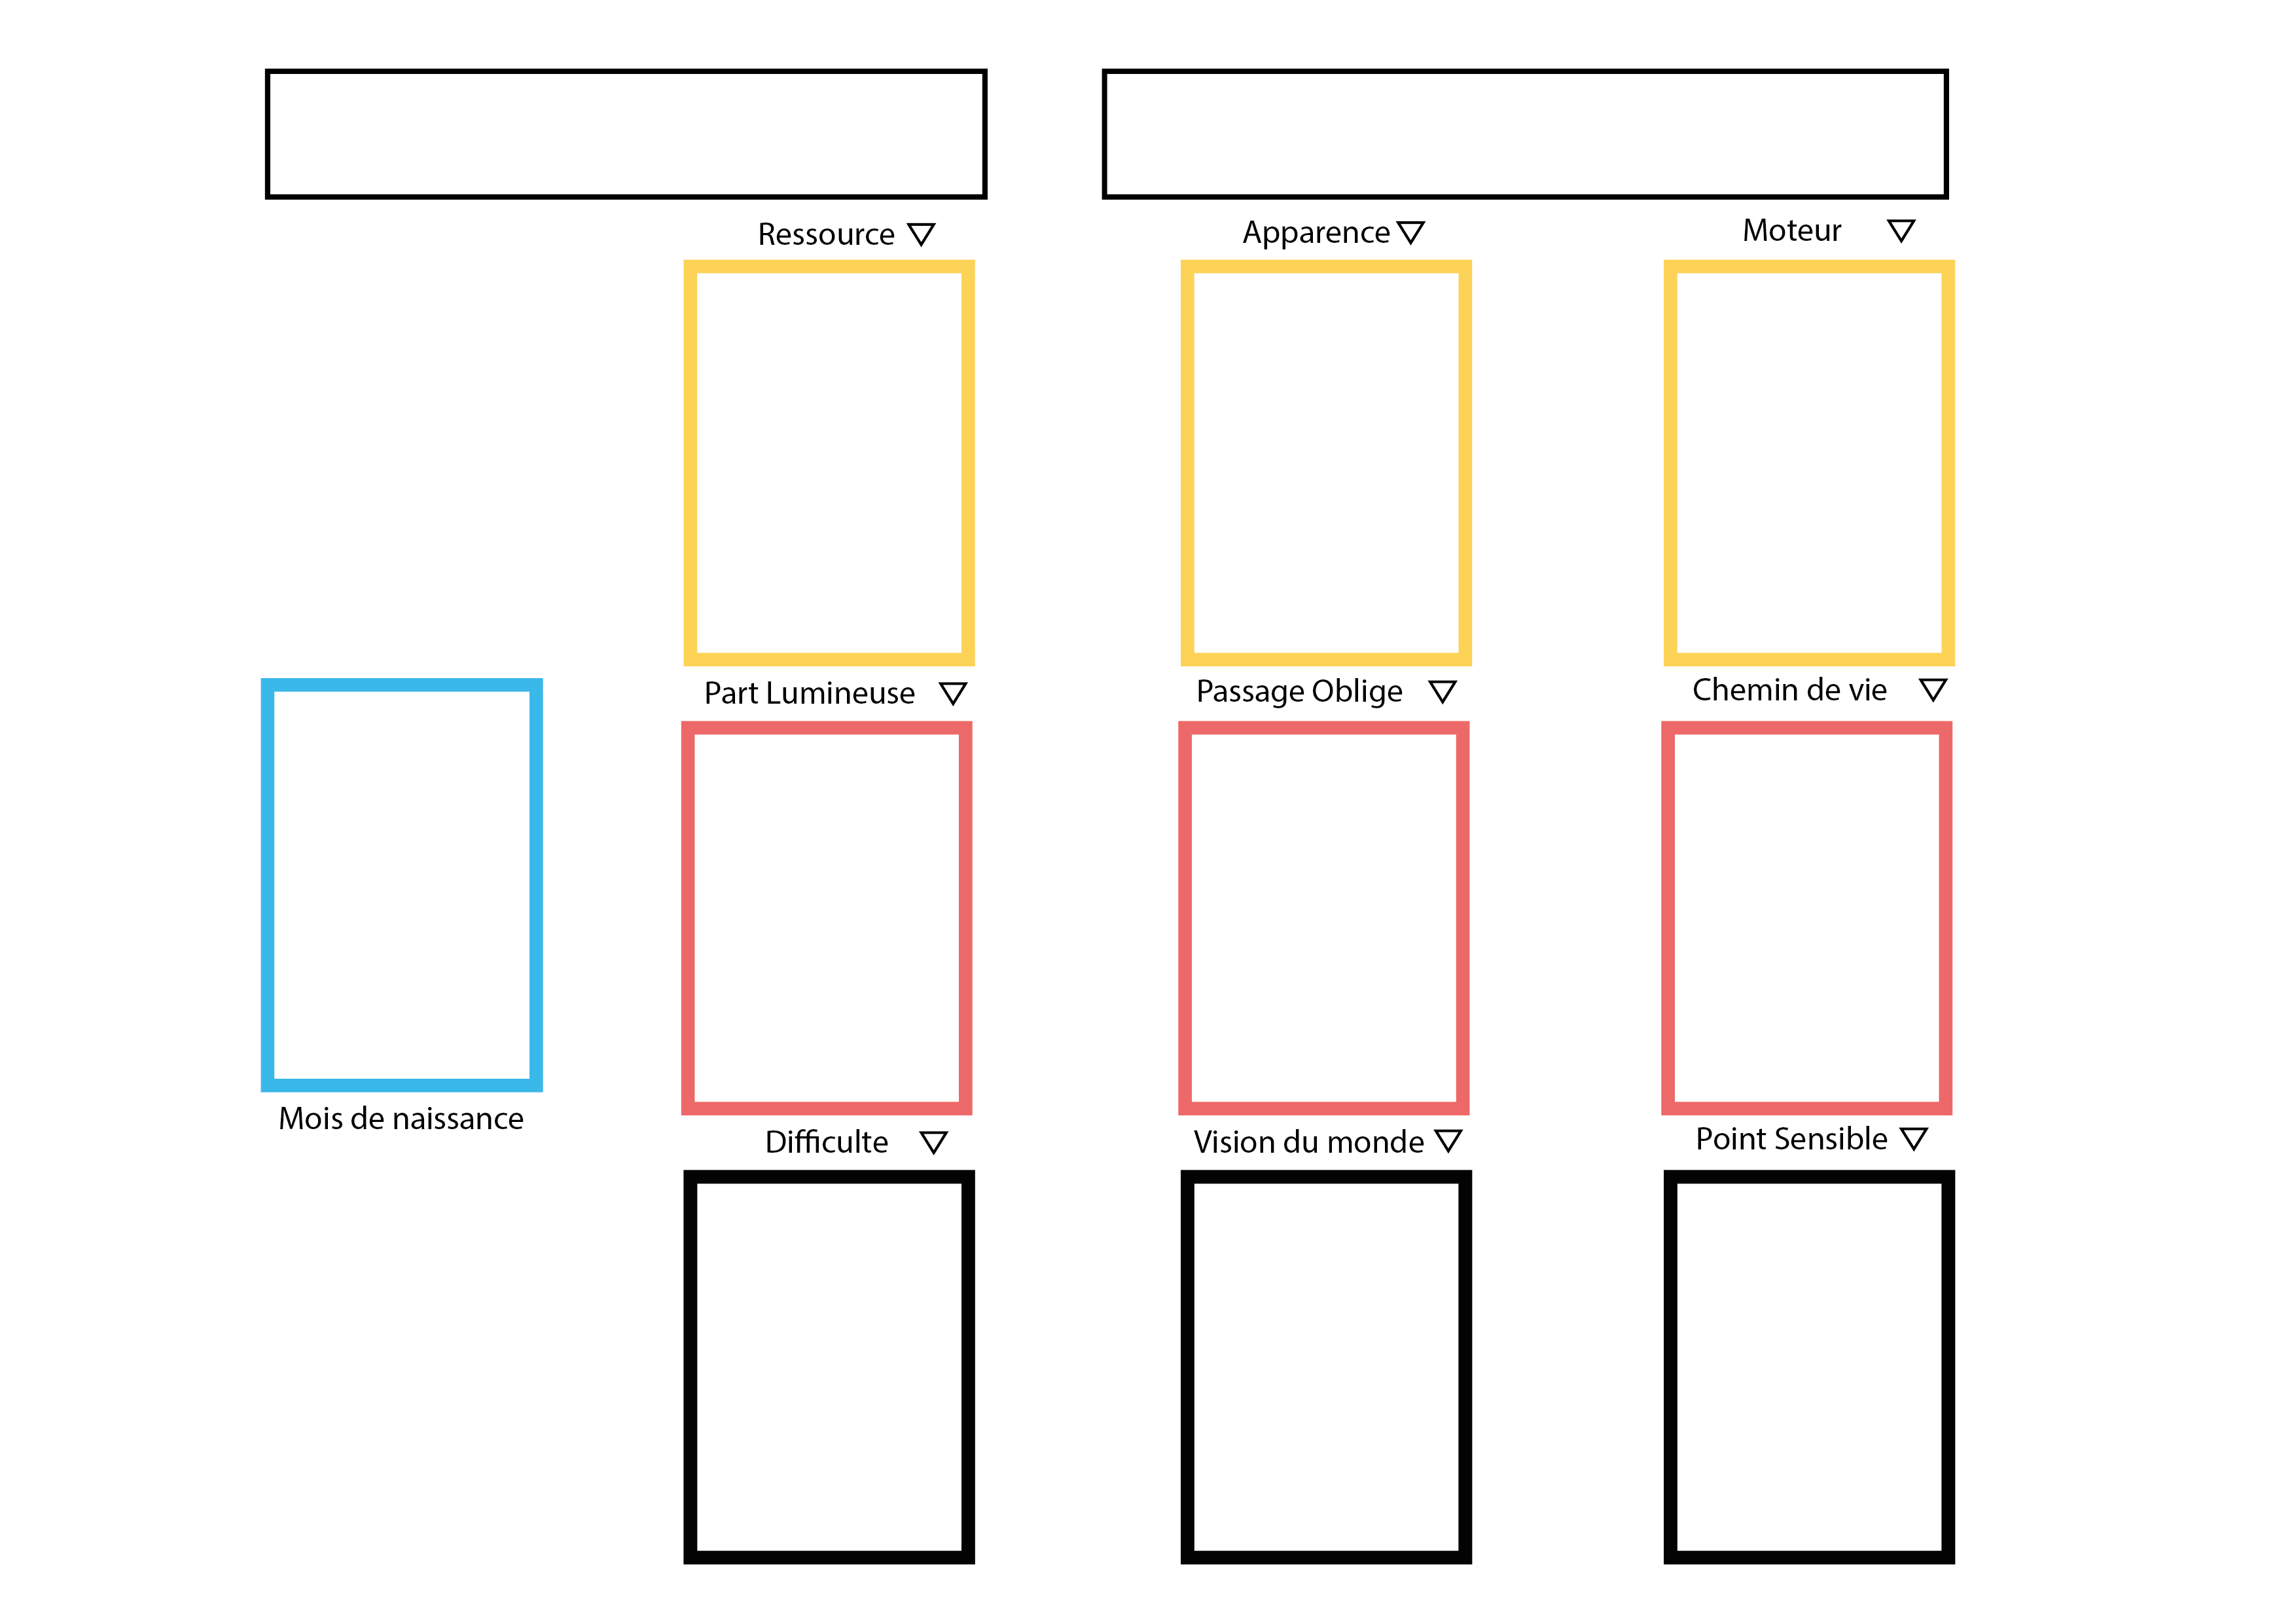 Ressource
Apparence
Moteur
Part Lumineuse
Passage Oblige
Chemin de vie
Mois de naissance
Difficulte
Vision du monde
Point Sensible